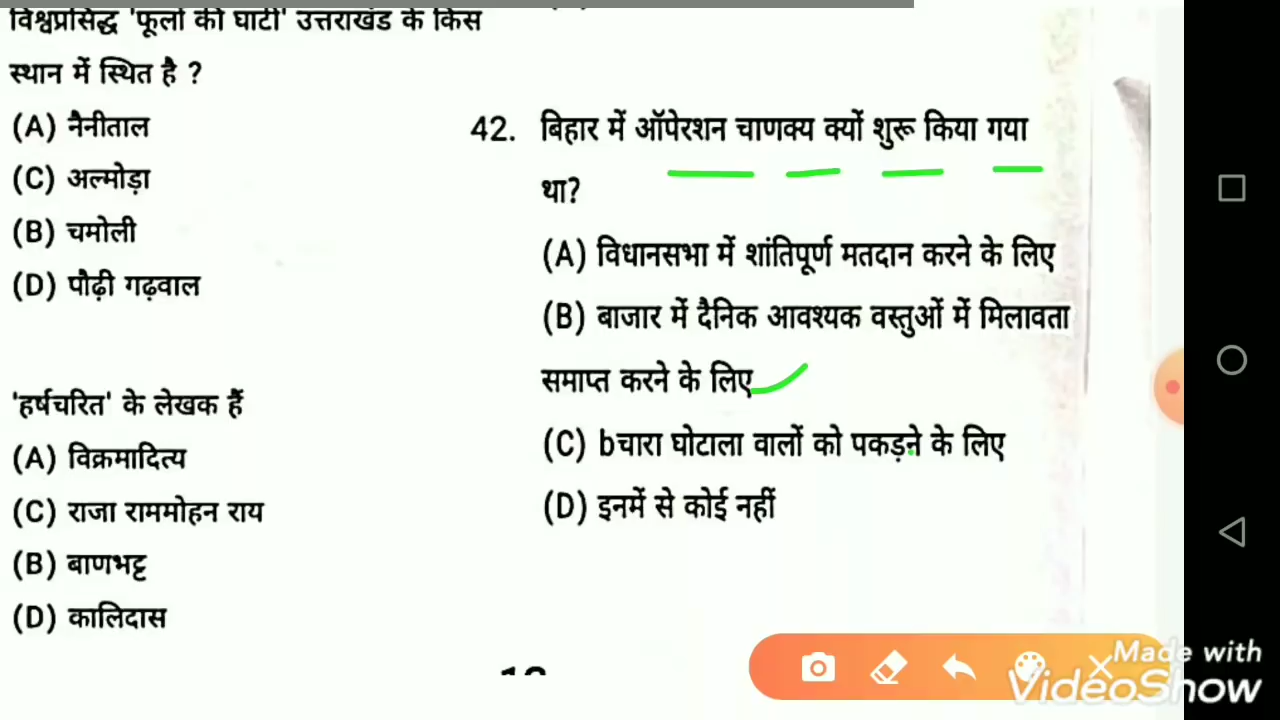 विश्वप्रसिद्ध 'फूलों की घाटी' उत्तराखंड के किस
स्थान में स्थित है ?
(A) नैनीताल
(C) अल्मोड़ा
(B) चमोली
(D) पौढ़ी गढ़वाल
'हर्षचरित' के लेखक हैं
(A) विक्रमादित्य
(C) राजा राममोहन राय
(B) बाणभट्ट
(D) कालिदास
42. बिहार में ऑपेरशन चाणक्य क्यों शुरू किया गया
था?
(A) विधानसभा में शांतिपूर्ण मतदान करने के लिए
(B) बाजार में दैनिक आवश्यक वस्तुओं में मिलावता
समाप्त करने के लिए
(C) bचारा घोटाला वालों को पकड़ने के लिए
(D) इनमें से कोई नहीं
Made with
VideoShow